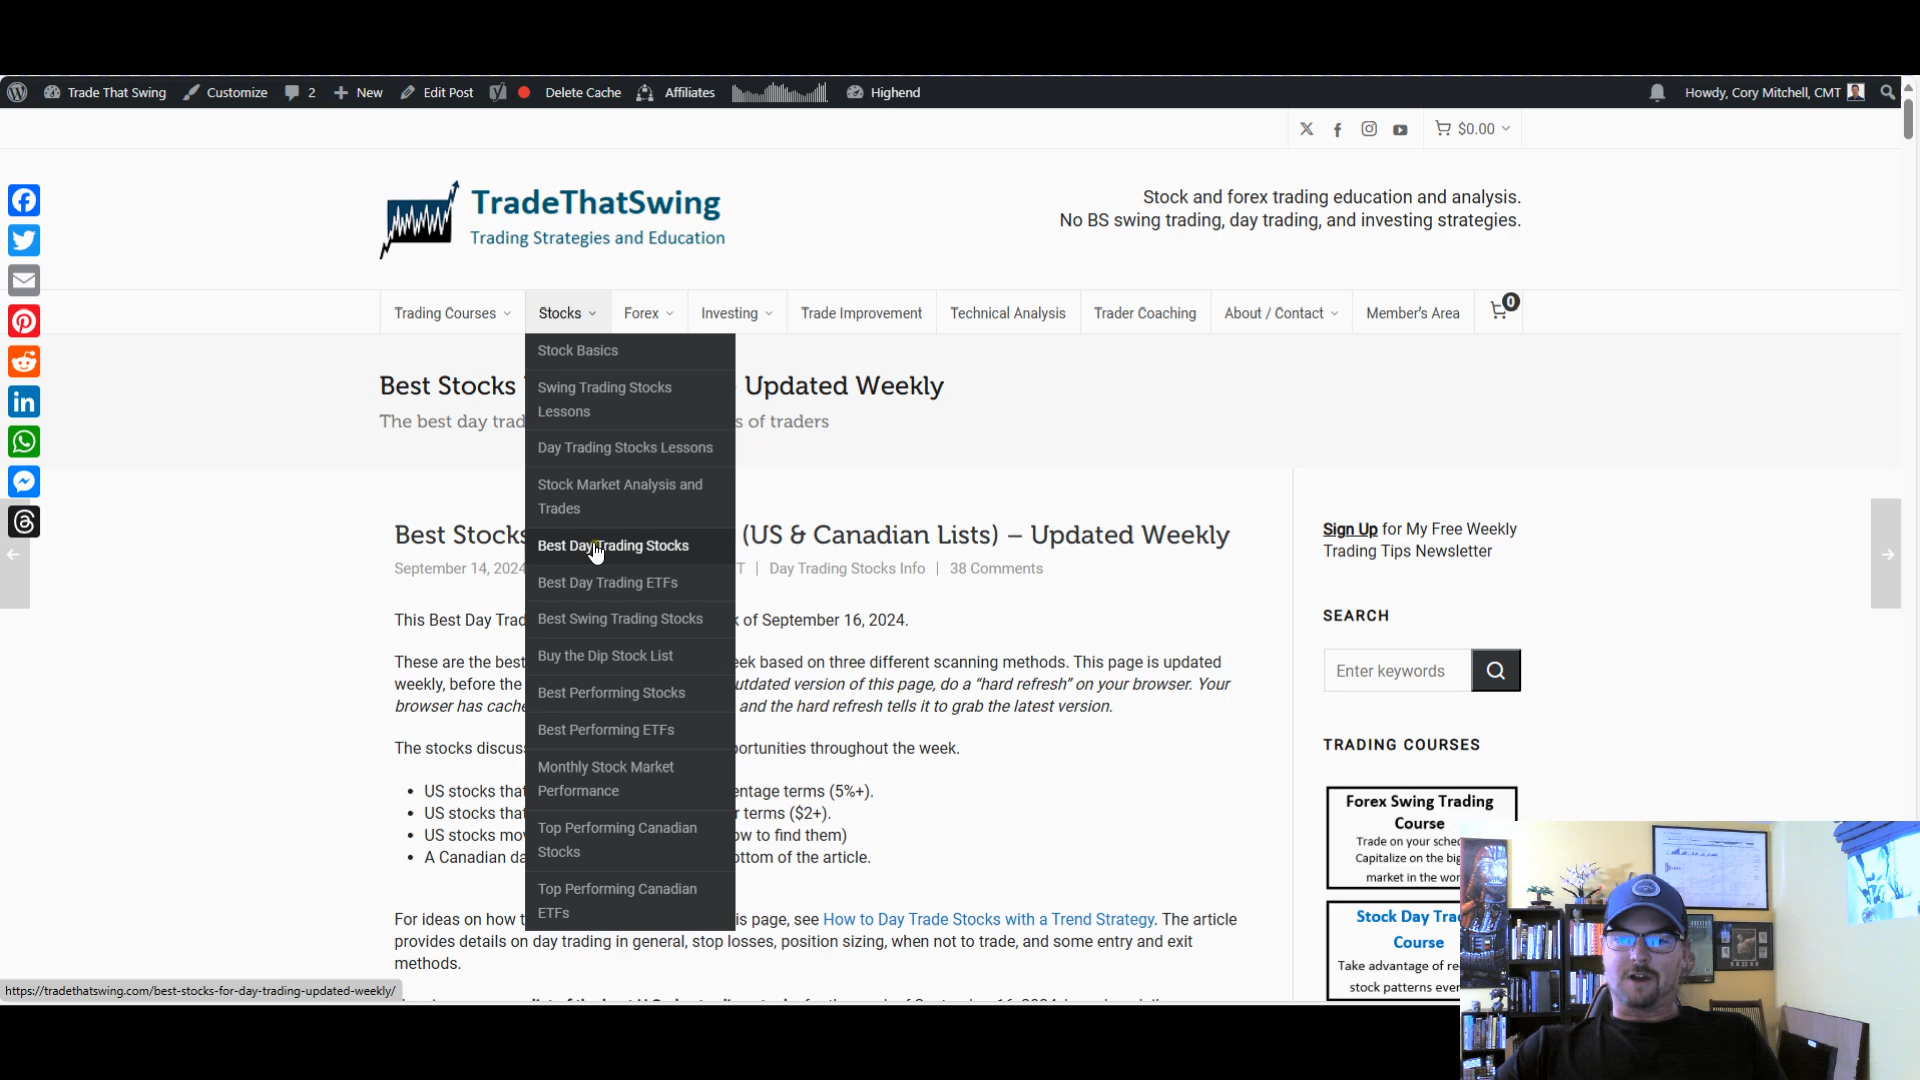 Trade That Swing Customize 2 New Edit Post Delete Cache Affiliates Highend Howdy, Cory Mitchell, CMT
$0.00
TradeThatSwing
Trading Strategies and Education
Stock and forex trading education and analysis.
No BS swing trading, day trading, and investing strategies.
Trading Courses Stocks Forex Investing Trade Improvement Technical Analysis Trader Coaching About / Contact Member's Area 0
Stock Basics
Swing Trading Stocks
Lessons
Day Trading Stocks Lessons
Stock Market Analysis and
Trades
Best Day Trading Stocks
Best Day Trading ETFs
Best Swing Trading Stocks
Buy the Dip Stock List
Best Performing Stocks
Best Performing ETFs
Monthly Stock Market
Performance
Top Performing Canadian
Stocks
Top Performing Canadian
ETFs
Best Stocks - Updated Weekly
The best day trad s of traders
Best Stocks (US & Canadian Lists) – Updated Weekly
September 14, 2024 T | Day Trading Stocks Info | 38 Comments
This Best Day Trad k of September 16, 2024.
These are the best eek based on three different scanning methods. This page is updated
weekly, before the utdated version of this page, do a “hard refresh” on your browser. Your
browser has cache and the hard refresh tells it to grab the latest version.
The stocks discuss portunities throughout the week.
• US stocks that entage terms (5%+).
• US stocks that r terms ($2+).
• US stocks mov ow to find them)
• A Canadian da ottom of the article.
For ideas on how t is page, see How to Day Trade Stocks with a Trend Strategy. The article
provides details on day trading in general, stop losses, position sizing, when not to trade, and some entry and exit
methods.
Sign Up for My Free Weekly
Trading Tips Newsletter
SEARCH
Enter keywords
TRADING COURSES
Forex Swing Trading
Course
Trade on your sche
Capitalize on the big
market in the wor
Stock Day Tra
Course
Take advantage of re
stock patterns ever
https://tradethatswing.com/best-stocks-for-day-trading-updated-weekly/